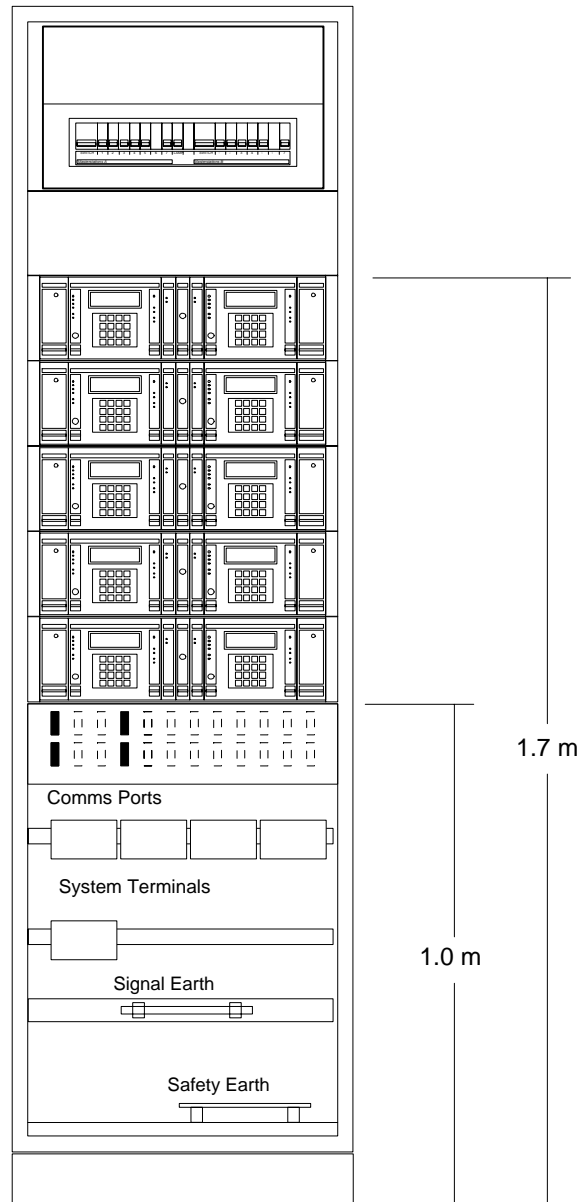 1.7 m
Comms Ports
System Terminals
1.0 m
Signal Earth
Safety Earth